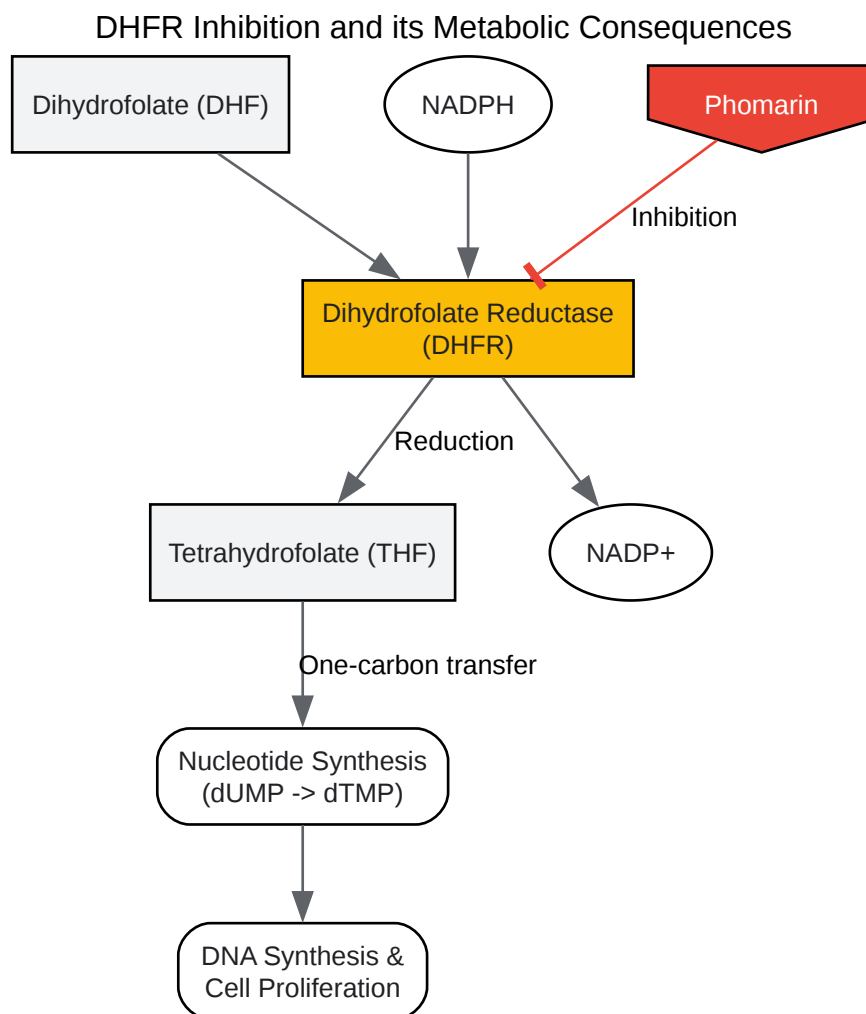 DHFR Inhibition and its Metabolic Consequences
Dihydrofolate (DHF)
NADPH
Phomarin
Inhibition
Dihydrofolate Reductase
(DHFR)
Reduction
Tetrahydrofolate (THF)
NADP+
One-carbon transfer
Nucleotide Synthesis
(dUMP -> dTMP)
DNA Synthesis &
Cell Proliferation